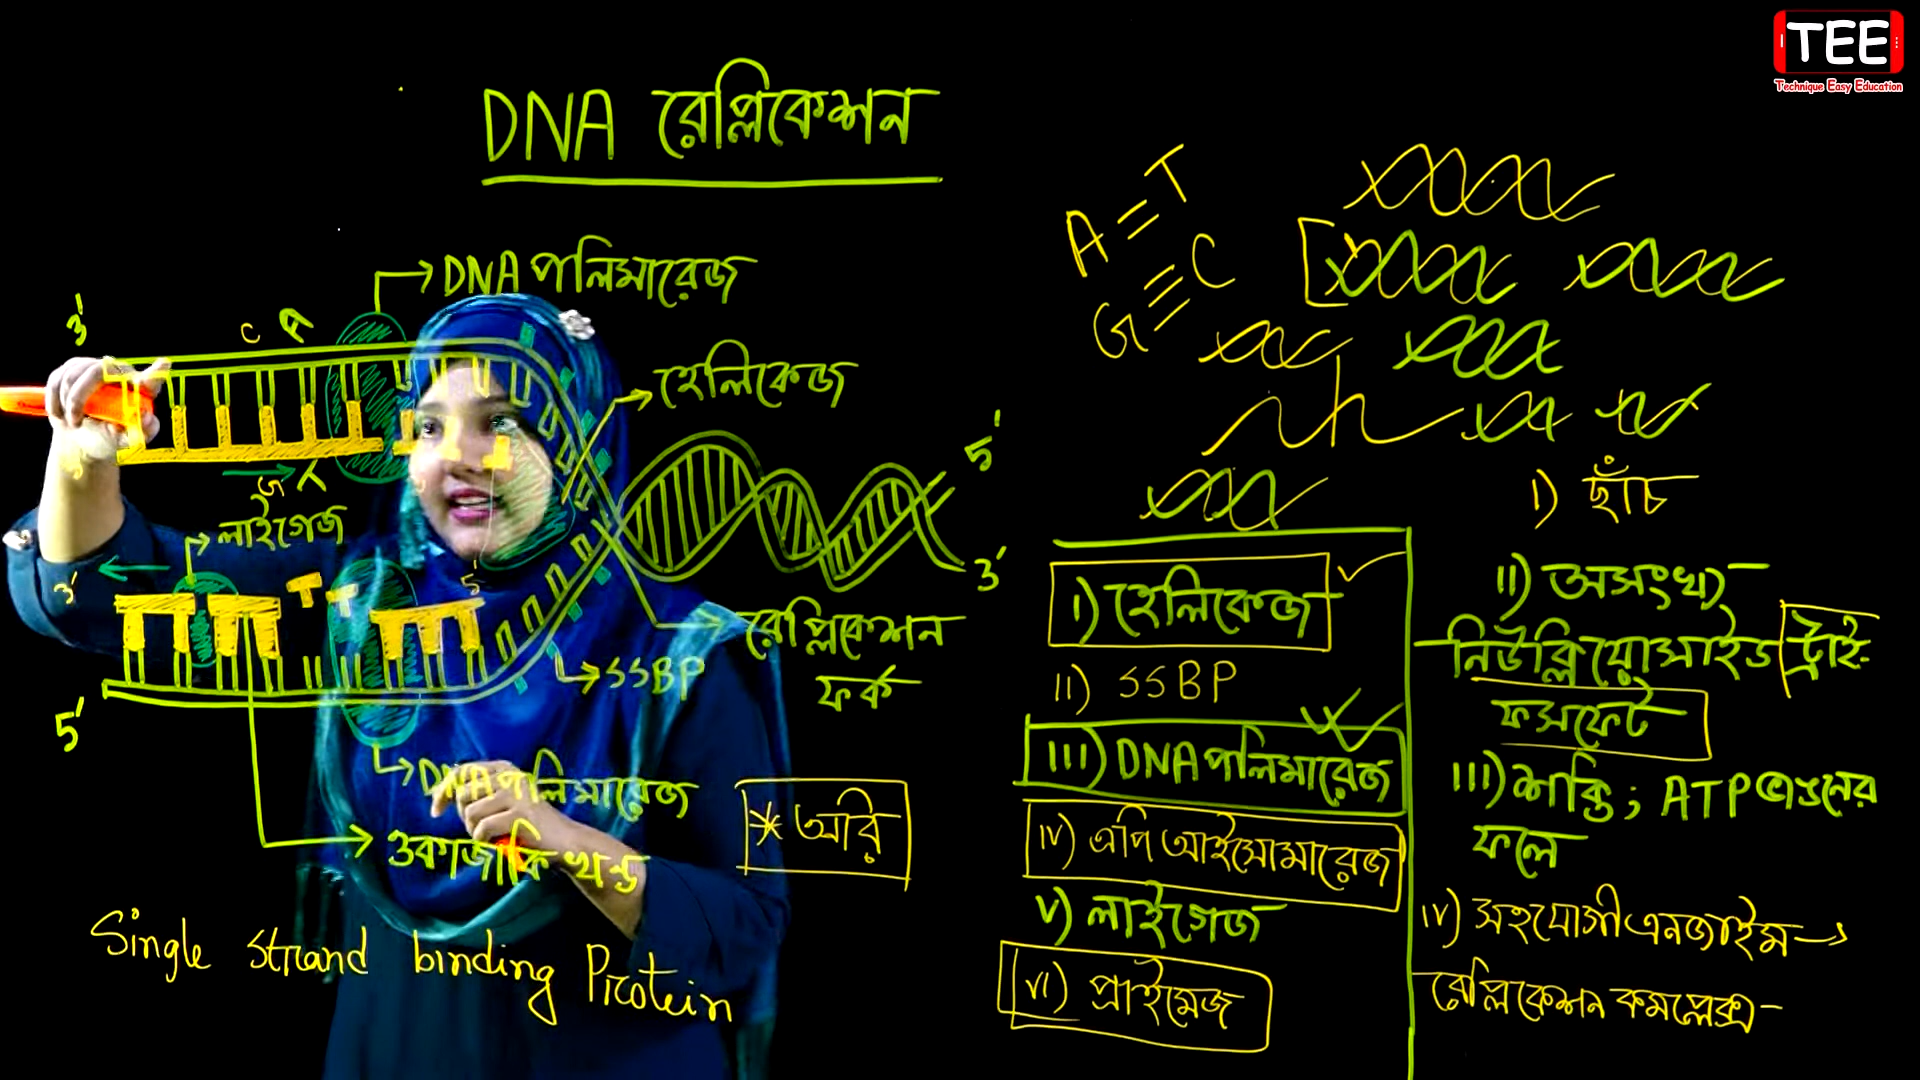 TEE
Technique Easy Education
DNA রেপ্লিকেশন
A = T
G ≡ C
DNA পলিমারেজ
3'
C A
হেলিকেজ
5'
G T
লাইগেজ
3'
5'
3'
রেপ্লিকেশন
ফর্ক
SSBP
5'
DNA পলিমারেজ
ওকাজাকি খন্ড
* অরি
Single strand binding Protein
i) হেলিকেজ
ii) SSBP
iii) DNA পলিমারেজ
iv) এপি আইসোমারেজ
v) লাইগেজ
vi) প্রাইমেজ
i) ছাঁচ
ii) অসংখ্য
নিউক্লিয়োসাইড ট্রাই-
ফসফেট
iii) শক্তি; ATP ভাঙনের
ফলে
iv) সহযোগী এনজাইম →
রেপ্লিকেশন কমপ্লেক্স